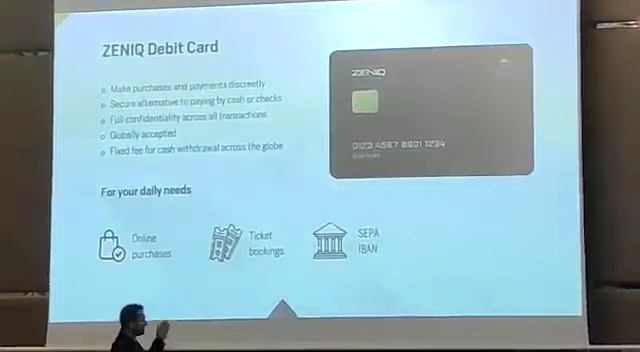 ZENIQ Debit Card
Make purchases and payments discreetly
Secure alternative to paying by cash or checks
Full confidentiality across all transactions
Globally accepted
Fixed fee for cash withdrawal across the globe
ZENIQ
0123 4567 8901 1234
For your daily needs
Online
purchases
Ticket
bookings
SEPA
IBAN